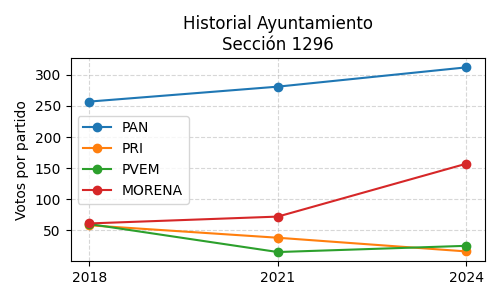 Historial Ayuntamiento
Sección 1296
Votos por partido
300
250
200
150
100
50
PAN
PRI
PVEM
MORENA
2018
2021
2024